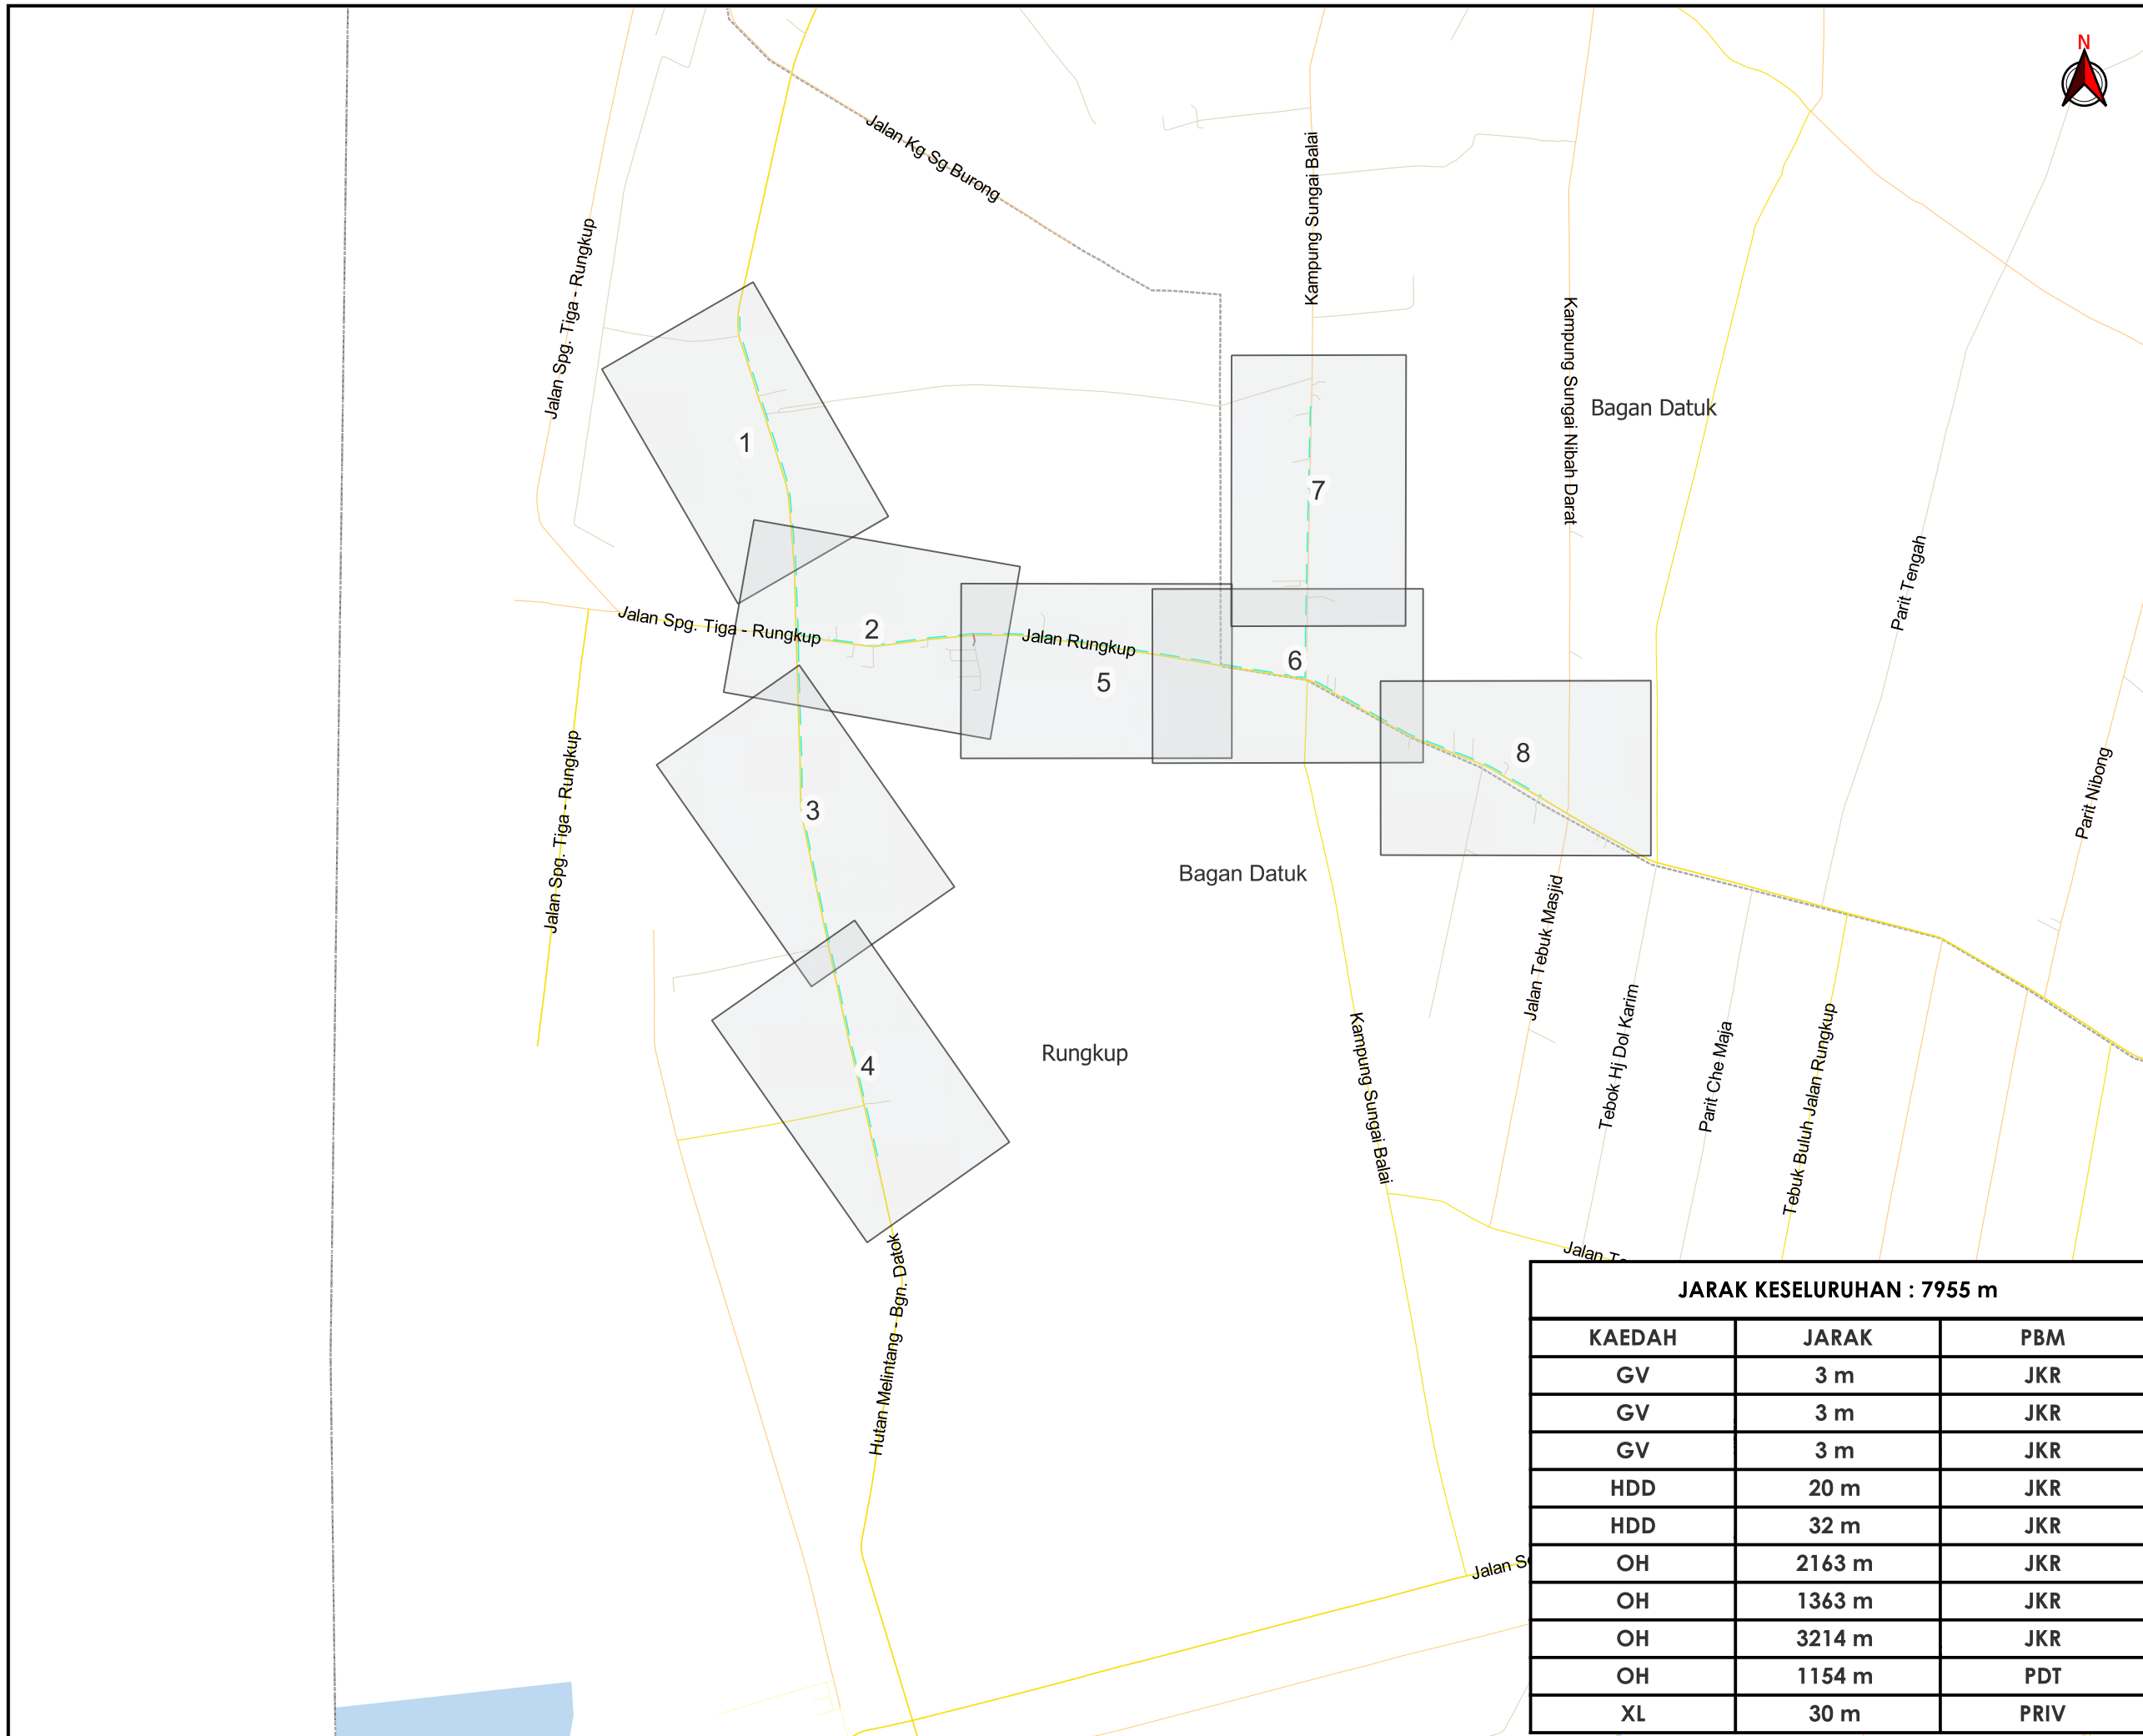 N
Jalan Kg Sg Burong
Kampung Sungai Balai
Jalan Spg. Tiga - Rungkup
Kampung Sungai Nibah Darat
Bagan Datuk
1
7
Parit Tengah
Jalan Spg. Tiga - Rungkup
2
Jalan Rungkup
6
5
8
Jalan Spg. Tiga - Rungkup
Parit Nibong
3
Bagan Datuk
Jalan Tebuk Masjid
Rungkup
4
Kampung Sungai Balai
Tebok Hj Dol Karim
Parit Che Maja
Tebuk Buluh Jalan Rungkup
Hutan Melintang - Bgn. Datok
Jalan
Jalan
JARAK KESELURUHAN : 7955 m
KAEDAH JARAK PBM
GV 3 m JKR
GV 3 m JKR
GV 3 m JKR
HDD 20 m JKR
HDD 32 m JKR
OH 2163 m JKR
OH 1363 m JKR
OH 3214 m JKR
OH 1154 m PDT
XL 30 m PRIV